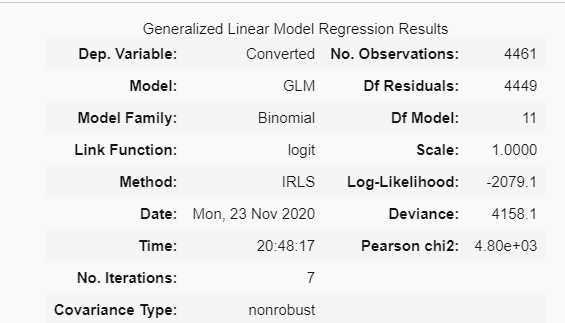 Generalized Linear Model Regression Results
Dep. Variable: Converted No. Observations: 4461
Model: GLM Df Residuals: 4449
Model Family: Binomial Df Model: 11
Link Function: logit Scale: 1.0000
Method: IRLS Log-Likelihood: -2079.1
Date: Mon, 23 Nov 2020 Deviance: 4158.1
Time: 20:48:17 Pearson chi2: 4.80e+03
No. Iterations: 7
Covariance Type: nonrobust